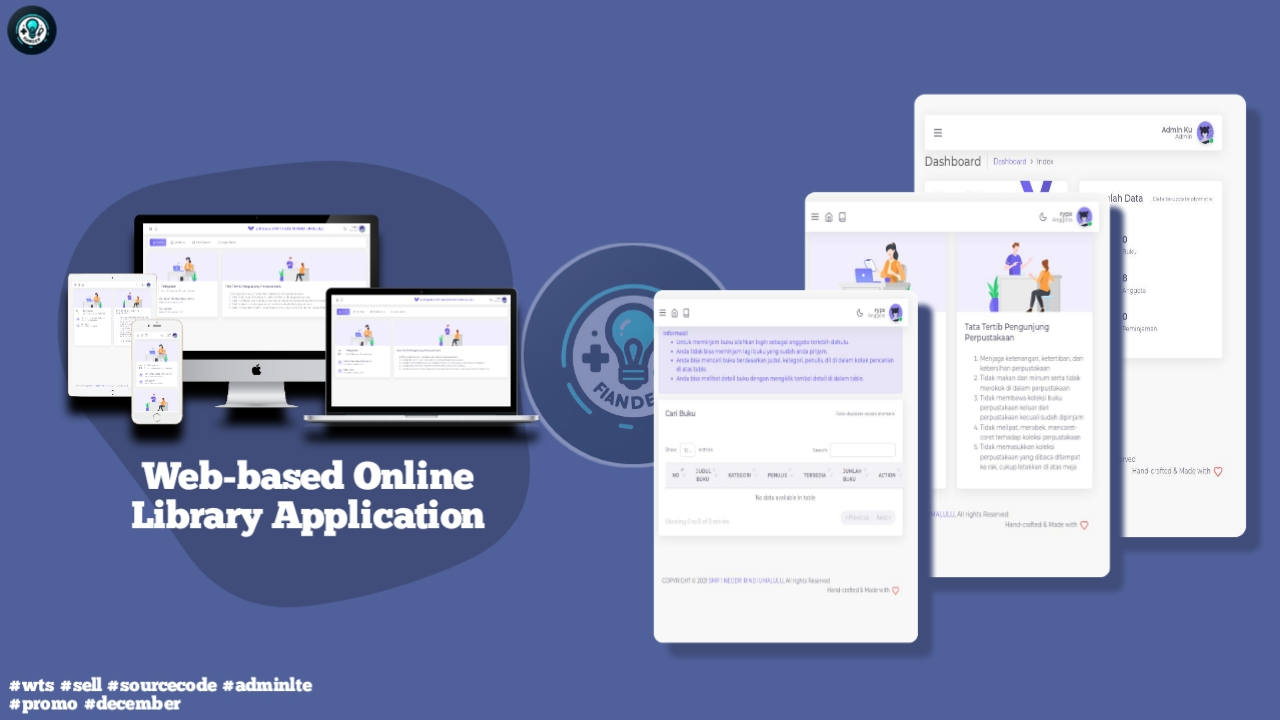 Web-based Online
Library Application
#wts #sell #sourcecode #adminlte
#promo #december
FIANDE
Admin Ku
Admin
Dashboard
Dashboard › Index
lah Data
Data terupdate otomatis
0
Buku
8
Anggota
0
Peminjaman
Hand-crafted & Made with
rypx
Anggota
Tata Tertib Pengunjung
Perpustakaan
1. Menjaga ketenangan, ketertiban, dan
kebersihan perpustakaan
2. Tidak makan dan minum serta tidak
merokok di dalam perpustakaan
3. Tidak membawa koleksi buku
perpustakaan keluar dari
perpustakaan kecuali sudah dipinjam
4. Tidak melipat, merobek, mencoret-
coret terhadap koleksi perpustakaan
5. Tidak memasukkan koleksi
perpustakaan yang dibaca ditempat
ke rak, cukup letakkan di atas meja
MALULU. All rights Reserved
Hand-crafted & Made with
rypx
Anggota
Informasi!
Untuk meminjam buku silahkan login sebagai anggota terlebih dahulu.
Anda tidak bisa meminjam lagi buku yang sudah anda pinjam.
Anda bisa mencari buku berdasarkan judul, kategori, penulis, dll di dalam kotak pencarian
di atas table.
Anda bisa melihat detail buku dengan mengklik tombol detail di dalam table.
Cari Buku
Data diupdate secara otomatis
Show
entries
Search:
NO
JUDUL BUKU
KATEGORI
PENULIS
TERSEDIA
JUMLAH BUKU
ACTION
No data available in table
Showing 0 to 0 of 0 entries
‹ Previous Next ›
COPYRIGHT © 2021 SMP 1 NEGERI RINDI UMALULU. All rights Reserved
Hand-crafted & Made with